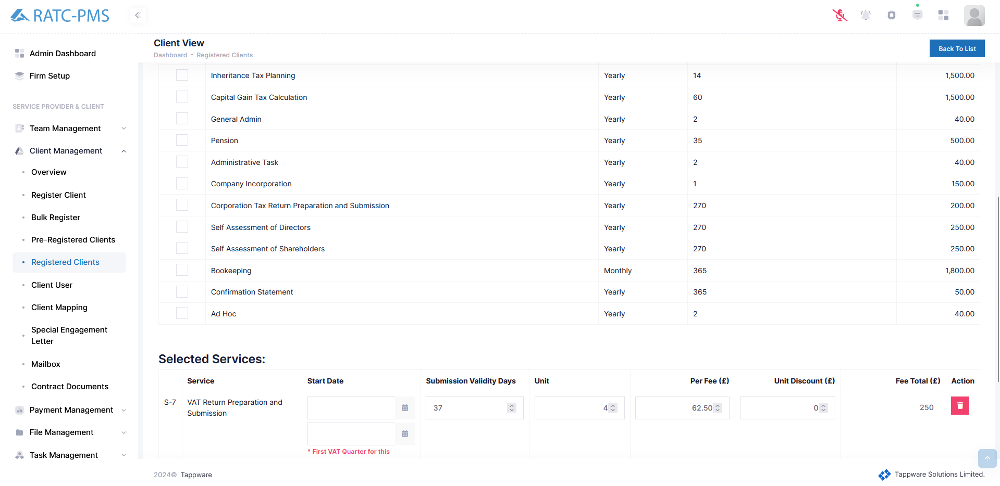 RATC-PMS
Client View
Dashboard - Registered Clients
Back To List
Admin Dashboard
Firm Setup
SERVICE PROVIDER & CLIENT
Team Management
Client Management
Overview
Register Client
Bulk Register
Pre-Registered Clients
Registered Clients
Client User
Client Mapping
Special Engagement
Letter
Mailbox
Contract Documents
Payment Management
File Management
Task Management
Inheritance Tax Planning Yearly 14 1,500.00
Capital Gain Tax Calculation Yearly 60 1,500.00
General Admin Yearly 2 40.00
Pension Yearly 35 500.00
Administrative Task Yearly 2 40.00
Company Incorporation Yearly 1 150.00
Corporation Tax Return Preparation and Submission Yearly 270 200.00
Self Assessment of Directors Yearly 270 250.00
Self Assessment of Shareholders Yearly 270 250.00
Bookeeping Monthly 365 1,800.00
Confirmation Statement Yearly 365 50.00
Ad Hoc Yearly 2 40.00
Selected Services:
Service Start Date Submission Validity Days Unit Per Fee (£) Unit Discount (£) Fee Total (£) Action
S-7 VAT Return Preparation and 37 4 62.50 0 250
Submission
* First VAT Quarter for this
2024© Tappware
Tappware Solutions Limited.